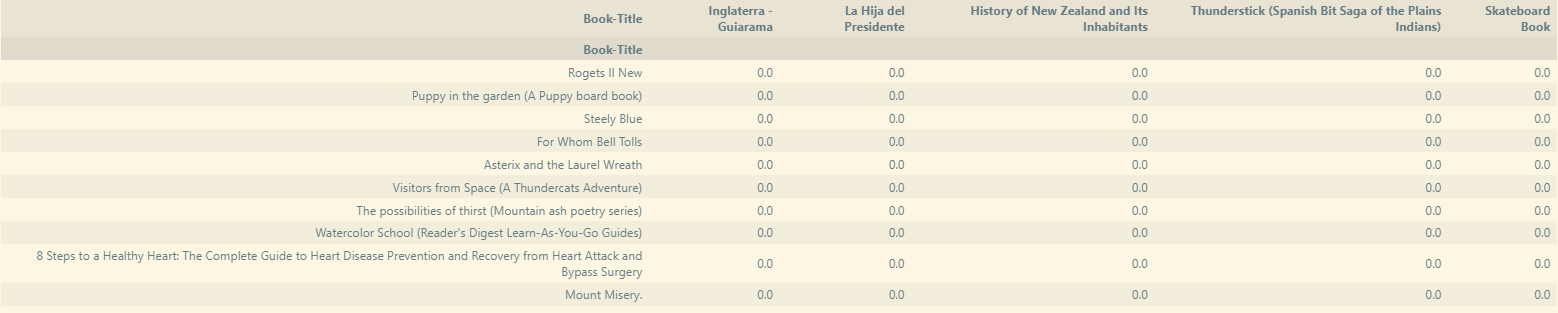 Book-Title Inglaterra - Guiarama La Hija del Presidente History of New Zealand and Its Inhabitants Thunderstick (Spanish Bit Saga of the Plains Indians) Skateboard Book
Book-Title
Rogets II New 0.0 0.0 0.0 0.0 0.0
Puppy in the garden (A Puppy board book) 0.0 0.0 0.0 0.0 0.0
Steely Blue 0.0 0.0 0.0 0.0 0.0
For Whom Bell Tolls 0.0 0.0 0.0 0.0 0.0
Asterix and the Laurel Wreath 0.0 0.0 0.0 0.0 0.0
Visitors from Space (A Thundercats Adventure) 0.0 0.0 0.0 0.0 0.0
The possibilities of thirst (Mountain ash poetry series) 0.0 0.0 0.0 0.0 0.0
Watercolor School (Reader's Digest Learn-As-You-Go Guides) 0.0 0.0 0.0 0.0 0.0
8 Steps to a Healthy Heart: The Complete Guide to Heart Disease Prevention and Recovery from Heart Attack and
Bypass Surgery 0.0 0.0 0.0 0.0 0.0
Mount Misery. 0.0 0.0 0.0 0.0 0.0